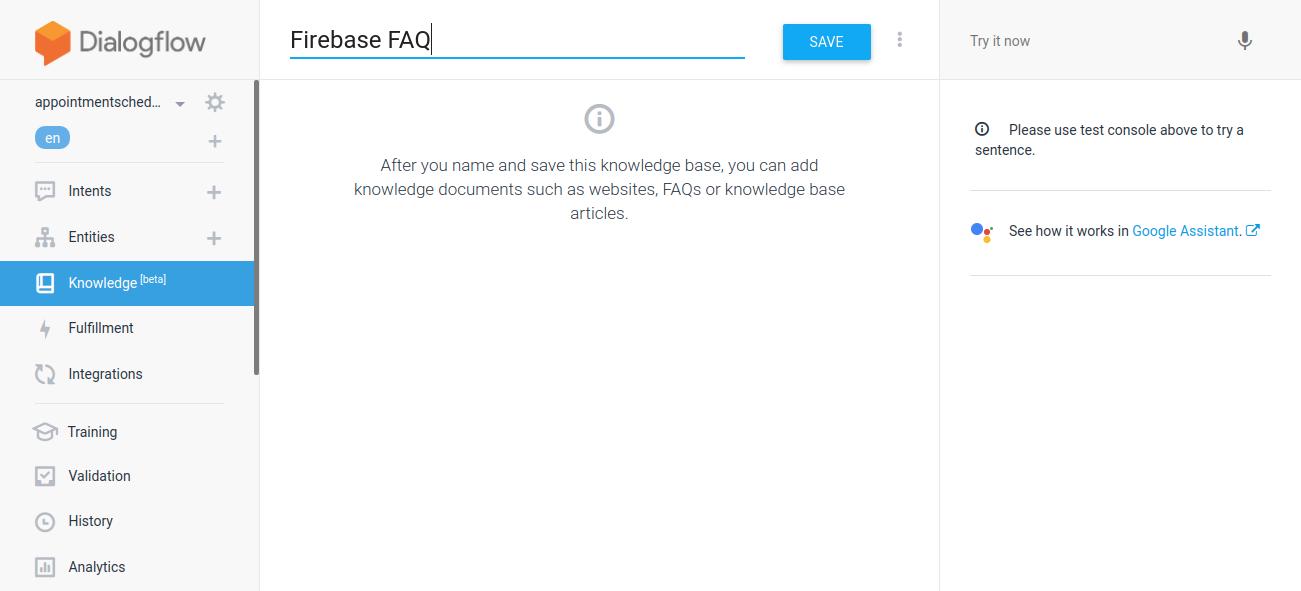 Dialogflow
Firebase FAQ
SAVE
Try it now
appointmentsched...
en
Intents
Entities
Knowledge [beta]
Fulfillment
Integrations
Training
Validation
History
Analytics
After you name and save this knowledge base, you can add
knowledge documents such as websites, FAQs or knowledge base
articles.
Please use test console above to try a
sentence.
See how it works in Google Assistant.